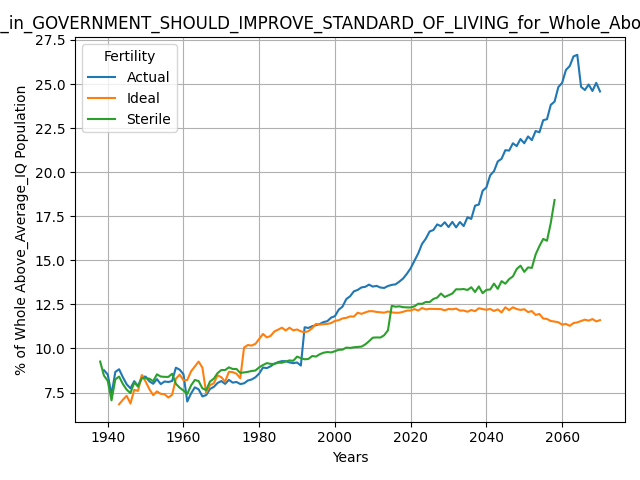 _in_GOVERNMENT_SHOULD_IMPROVE_STANDARD_OF_LIVING_for_Whole_Abo
% of Whole Above_Average_IQ Population
27.5
25.0
22.5
20.0
17.5
15.0
12.5
10.0
7.5
Fertility
Actual
Ideal
Sterile
1940 1960 1980 2000 2020 2040 2060
Years